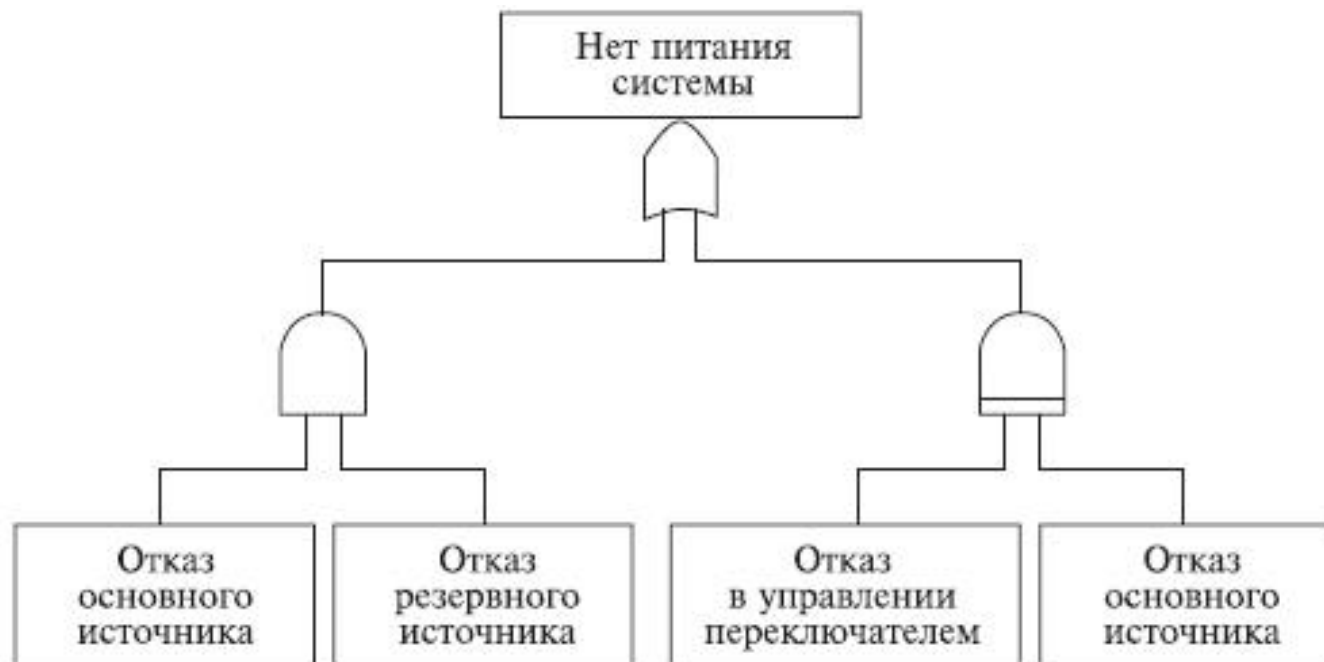 Нет питания
системы
Отказ
основного
источника
Отказ
резервного
источника
Отказ
в управлении
переключателем
Отказ
основного
источника